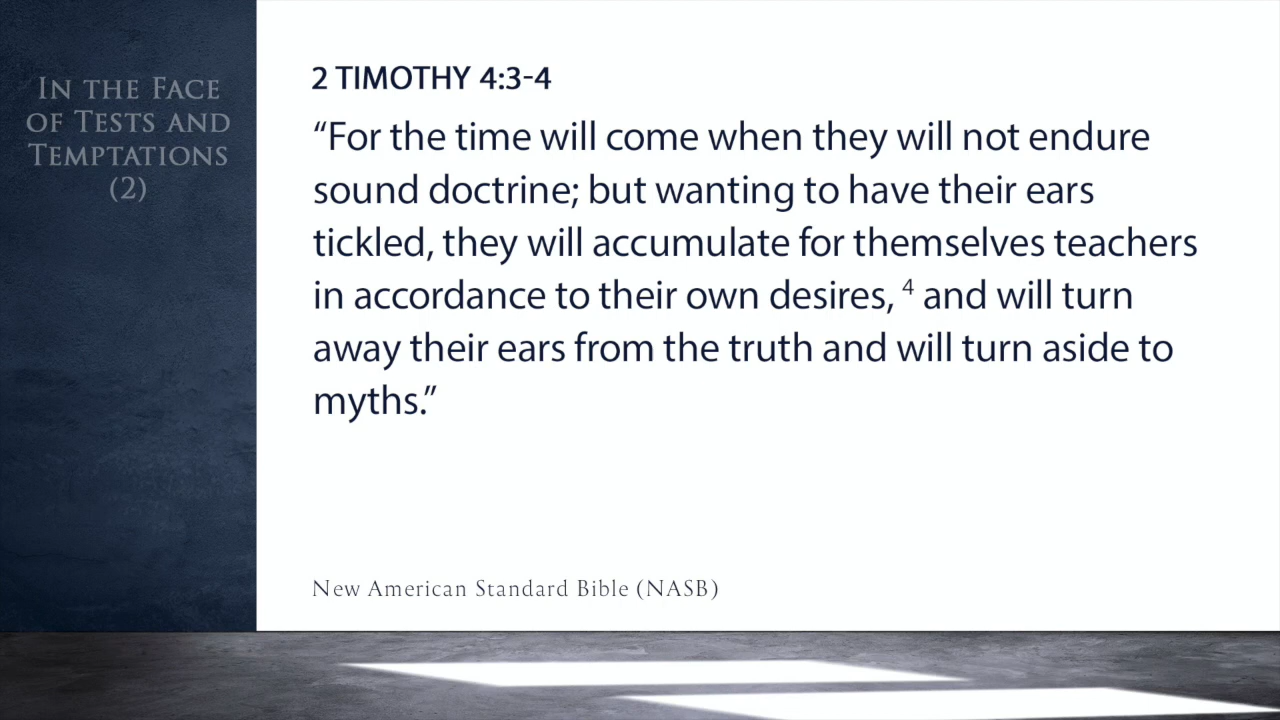 In the Face
of Tests and
Temptations
(2)
2 TIMOTHY 4:3-4
“For the time will come when they will not endure
sound doctrine; but wanting to have their ears
tickled, they will accumulate for themselves teachers
in accordance to their own desires, 4 and will turn
away their ears from the truth and will turn aside to
myths.”
New American Standard Bible (NASB)